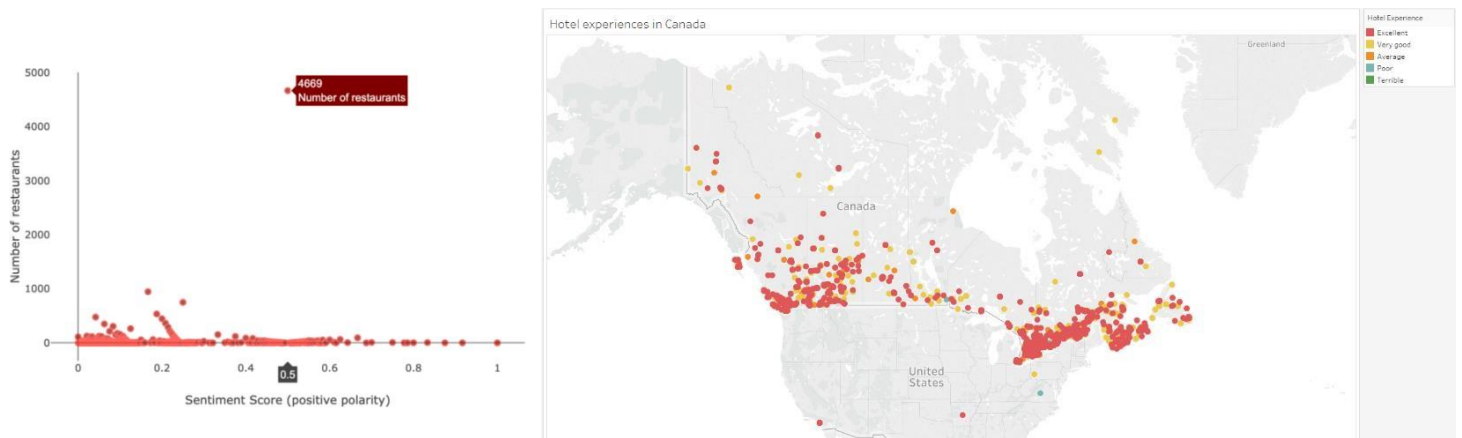 5000
4000
3000
2000
1000
0
Number of restaurants
4669
Number of restaurants
0
0.2
0.4
0.5
0.6
0.8
1
Sentiment Score (positive polarity)
Hotel experiences in Canada
Greenland
Canada
United
States
Hotel Experience
Excellent
Very good
Average
Poor
Terrible